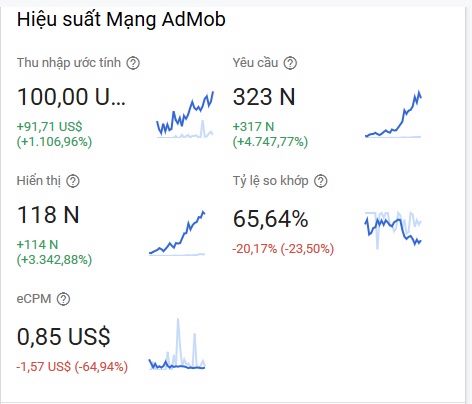 Hiệu suất Mạng AdMob
Thu nhập ước tính
100,00 U...
+91,71 US$
(+1.106,96%)
Yêu cầu
323 N
+317 N
(+4.747,77%)
Hiển thị
118 N
+114 N
(+3.342,88%)
Tỷ lệ so khớp
65,64%
-20,17% (-23,50%)
eCPM
0,85 US$
-1,57 US$ (-64,94%)